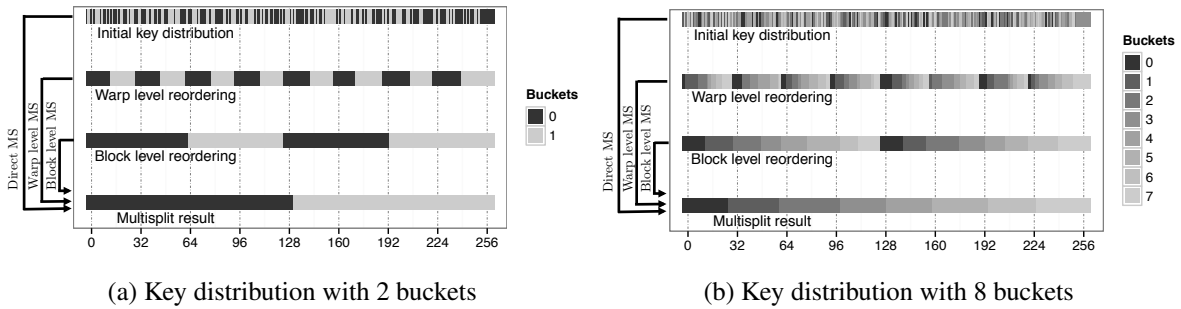 Initial key distribution
Warp level reordering
Block level reordering
Multisplit result
Direct MS
Warp level MS
Block level MS
0 32 64 96 128 160 192 224 256
Buckets
0
1
(a) Key distribution with 2 buckets
Initial key distribution
Warp level reordering
Block level reordering
Multisplit result
Direct MS
Warp level MS
Block level MS
0 32 64 96 128 160 192 224 256
Buckets
0
1
2
3
4
5
6
7
(b) Key distribution with 8 buckets